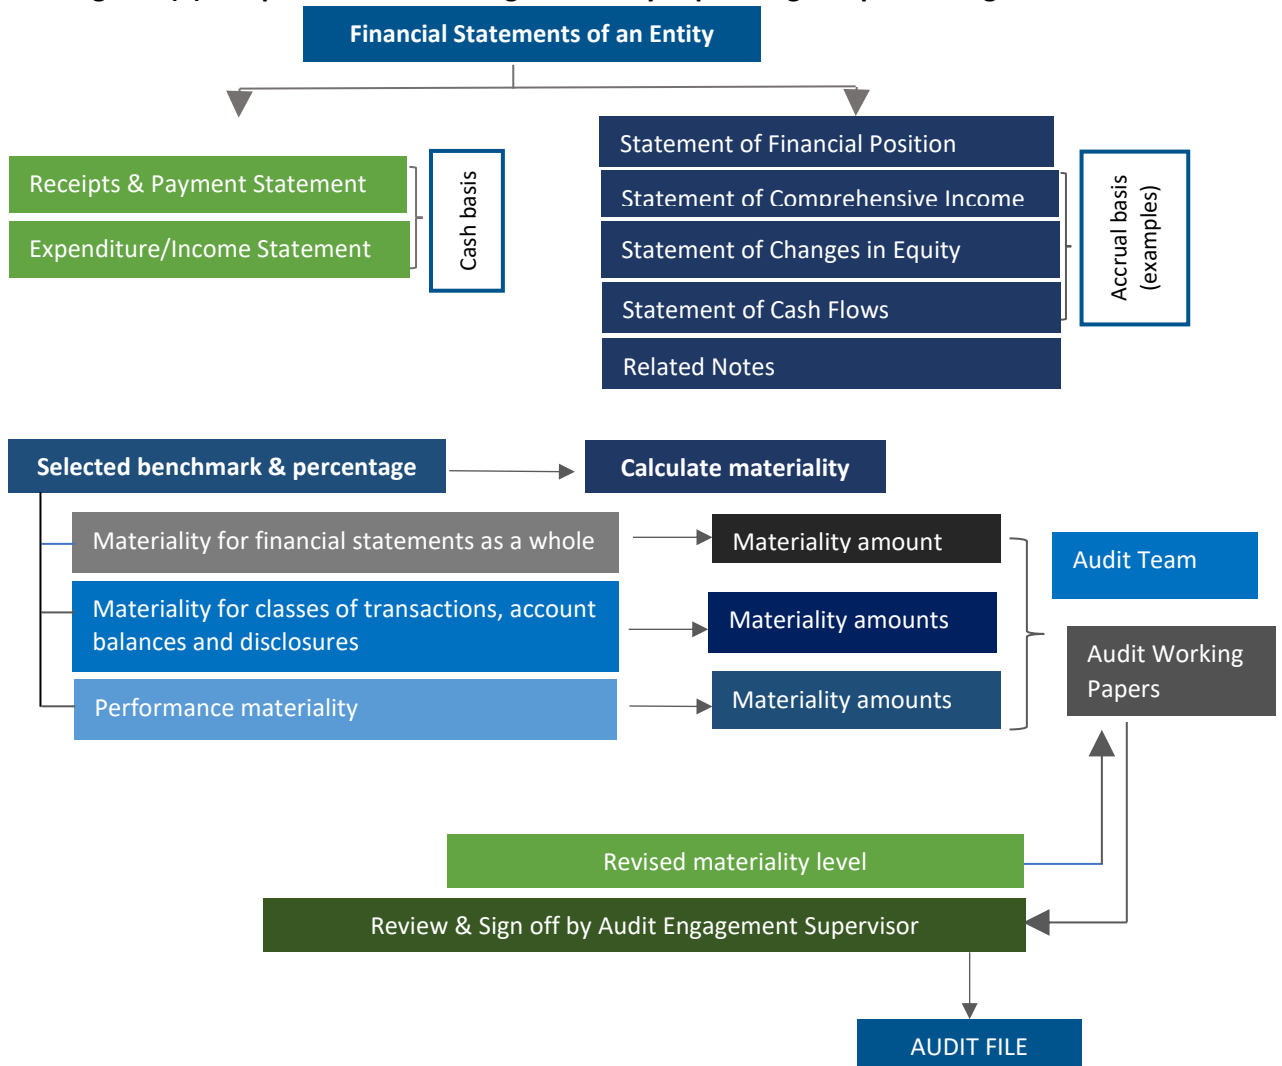 Financial Statements of an Entity
Receipts & Payment Statement
Expenditure/Income Statement
Cash basis
Statement of Financial Position
Statement of Comprehensive Income
Statement of Changes in Equity
Statement of Cash Flows
Related Notes
Accrual basis
(examples)
Selected benchmark & percentage
Calculate materiality
Materiality for financial statements as a whole
Materiality amount
Materiality for classes of transactions, account
balances and disclosures
Materiality amounts
Performance materiality
Materiality amounts
Audit Team
Audit Working
Papers
Revised materiality level
Review & Sign off by Audit Engagement Supervisor
AUDIT FILE